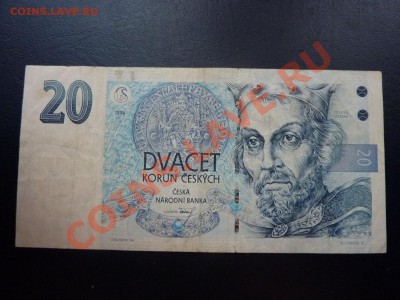 COINS.LAVE.RU
20
DVACET
KORUN ČESKÝCH
ČESKÁ
NÁRODNÍ BANKA
20
COINS.LAVE.RU